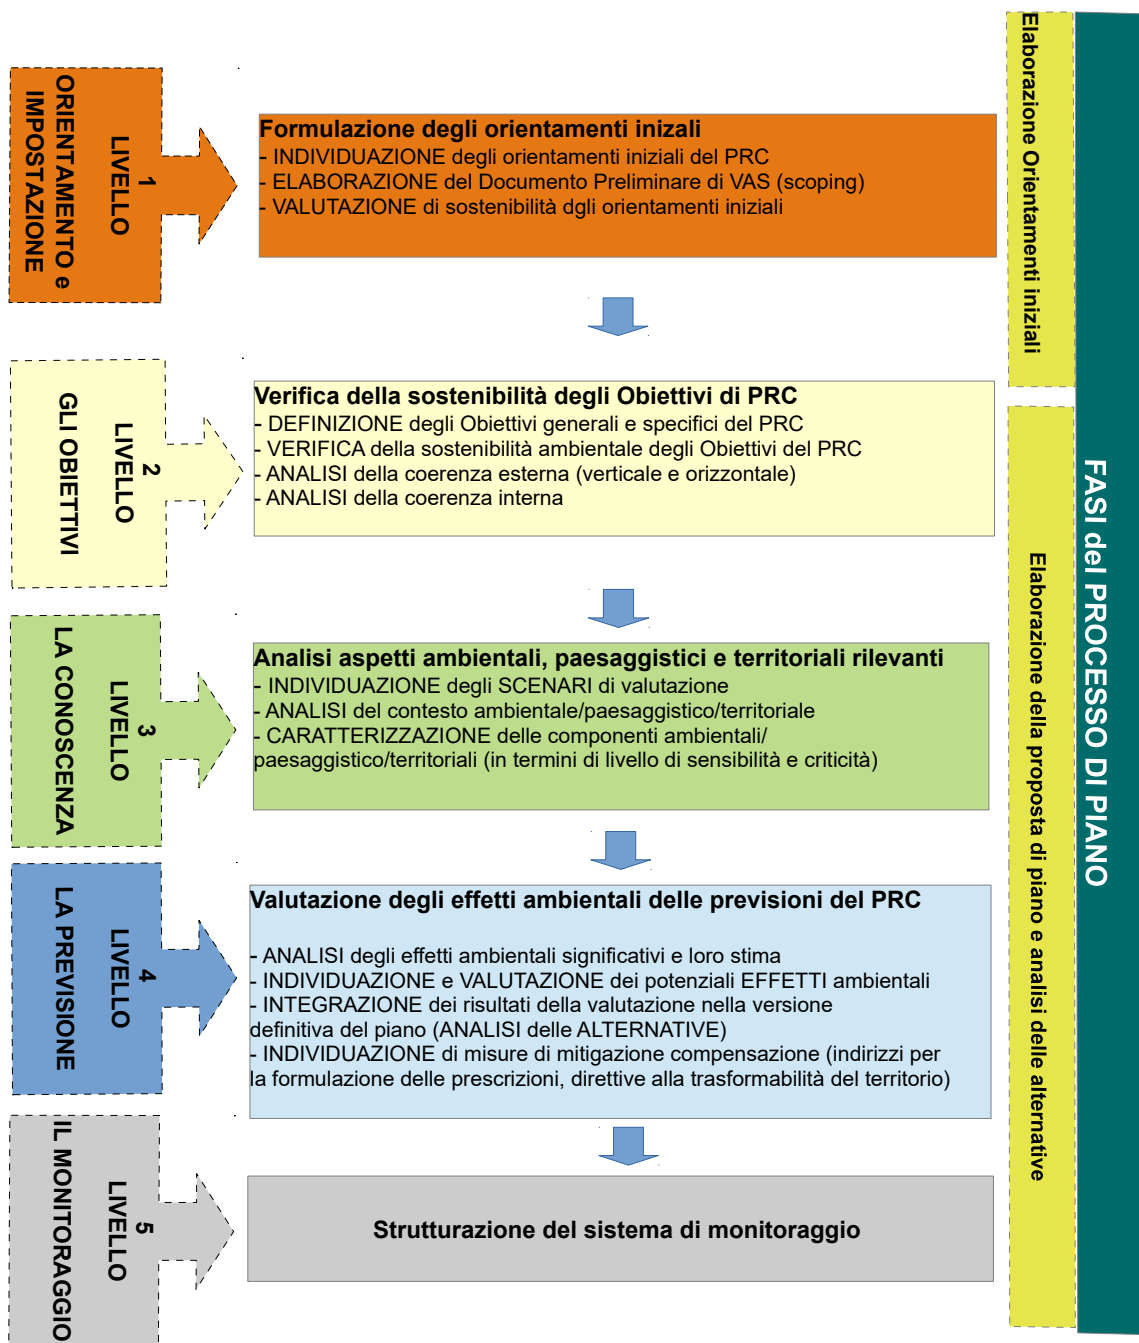 LIVELLO 1
ORIENTAMENTO e
IMPOSTAZIONE
Formulazione degli orientamenti inizali
- INDIVIDUAZIONE degli orientamenti iniziali del PRC
- ELABORAZIONE del Documento Preliminare di VAS (scoping)
- VALUTAZIONE di sostenibilità dgli orientamenti iniziali
LIVELLO 2
GLI OBIETTIVI
Verifica della sostenibilità degli Obiettivi di PRC
- DEFINIZIONE degli Obiettivi generali e specifici del PRC
- VERIFICA della sostenibilità ambientale degli Obiettivi del PRC
- ANALISI della coerenza esterna (verticale e orizzontale)
- ANALISI della coerenza interna
LIVELLO 3
LA CONOSCENZA
Analisi aspetti ambientali, paesaggistici e territoriali rilevanti
- INDIVIDUAZIONE degli SCENARI di valutazione
- ANALISI del contesto ambientale/paesaggistico/territoriale
- CARATTERIZZAZIONE delle componenti ambientali/
paesaggistico/territoriali (in termini di livello di sensibilità e criticità)
LIVELLO 4
LA PREVISIONE
Valutazione degli effetti ambientali delle previsioni del PRC
- ANALISI degli effetti ambientali significativi e loro stima
- INDIVIDUAZIONE e VALUTAZIONE dei potenziali EFFETTI ambientali
- INTEGRAZIONE dei risultati della valutazione nella versione
definitiva del piano (ANALISI delle ALTERNATIVE)
- INDIVIDUAZIONE di misure di mitigazione compensazione (indirizzi per
la formulazione delle prescrizioni, direttive alla trasformabilità del territorio)
LIVELLO 5
IL MONITORAGGIO
Strutturazione del sistema di monitoraggio
Elaborazione Orientamenti iniziali
Elaborazione della proposta di piano e analisi delle alternative
FASI del PROCESSO DI PIANO